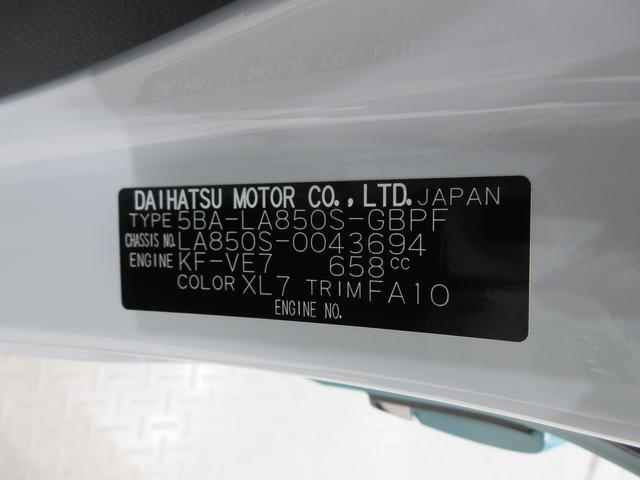 DAIHATSU MOTOR CO.,LTD. JAPAN
TYPE 5BA-LA850S-GBPF
CHASSIS NO. LA850S-0043694
ENGINE KF-VE7 658cc
COLOR XL7 TRIM FA10
ENGINE NO.